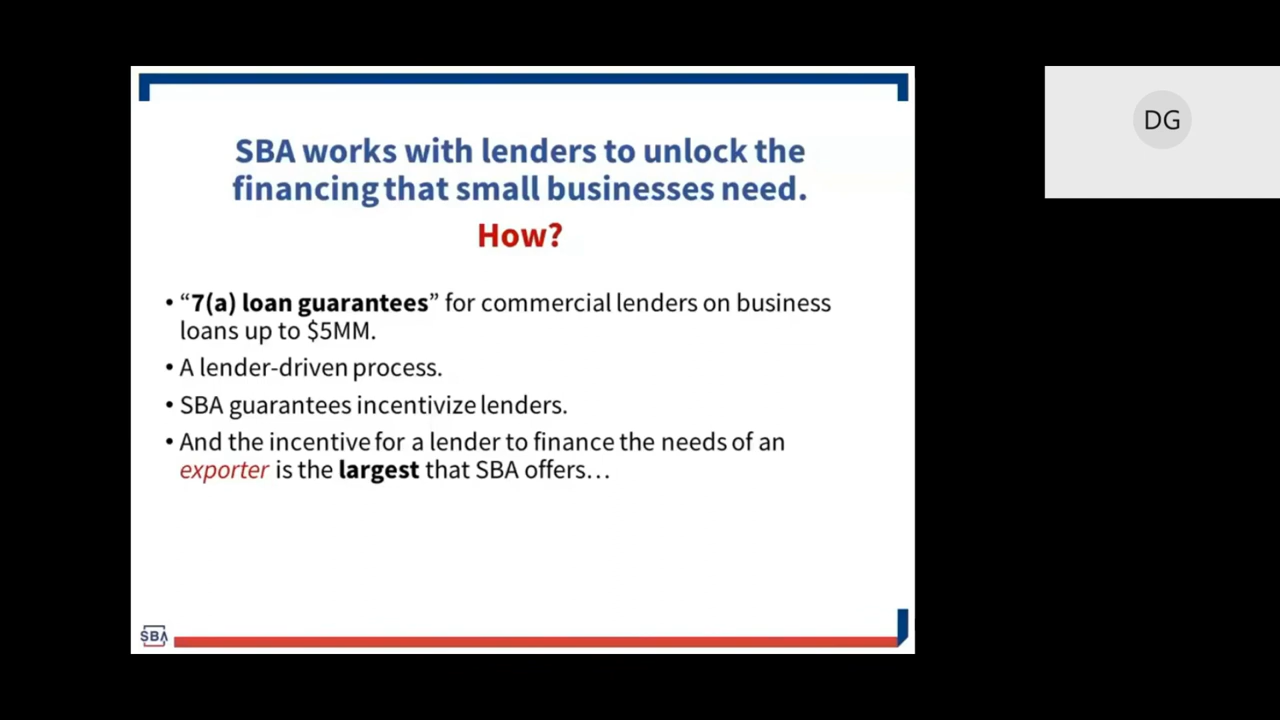 SBA works with lenders to unlock the
financing that small businesses need.
How?
• “7(a) loan guarantees” for commercial lenders on business
loans up to $5MM.
• A lender-driven process.
• SBA guarantees incentivize lenders.
• And the incentive for a lender to finance the needs of an
exporter is the largest that SBA offers…
SBA
DG